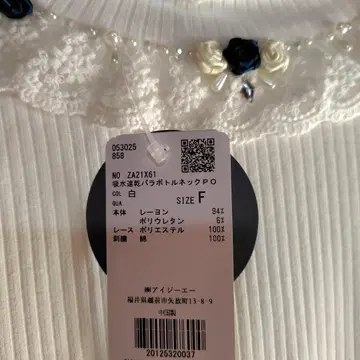 053025
858
NO ZA21X61
吸水速乾バラボトルネックPO
COL 白
QUA
SIZE F
本体 レーヨン 94%
ポリウレタン 6%
レース ポリエステル 100%
刺繍 綿 100%
㈱アイジーエー
福井県越前市矢放町13-8-9
中国製
20125320037